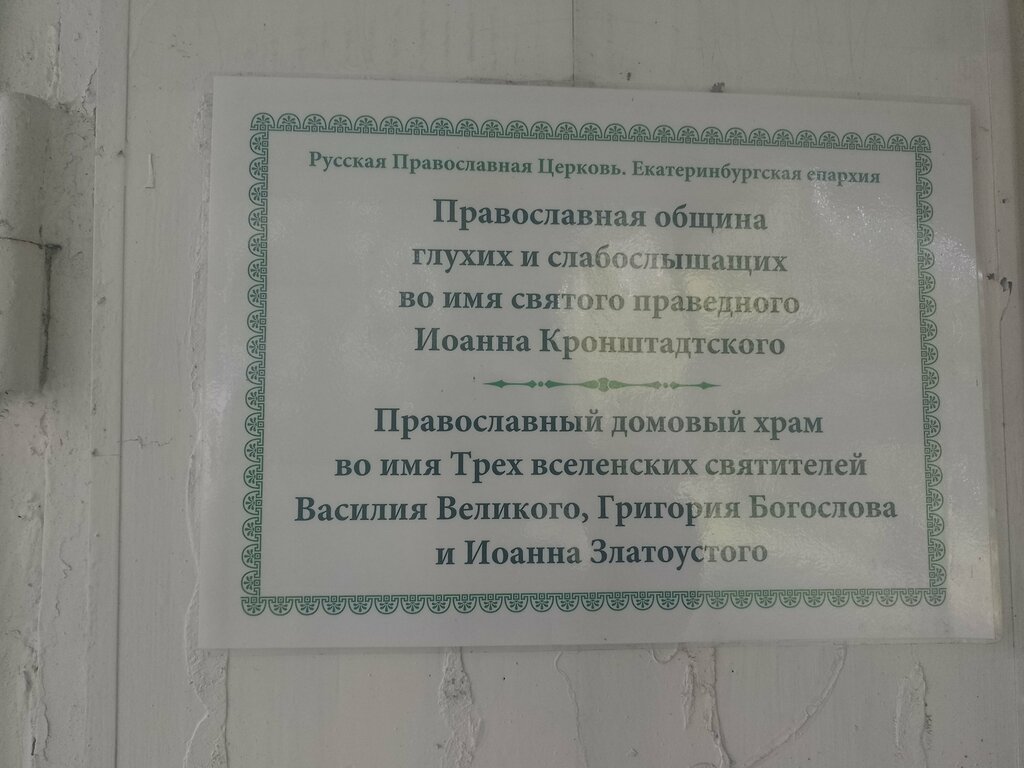 Русская Православная Церковь. Екатеринбургская епархия
Православная община
глухих и слабослышащих
во имя святого праведного
Иоанна Кронштадтского
Православный домовый храм
во имя Трех вселенских святителей
Василия Великого, Григория Богослова
и Иоанна Златоустого